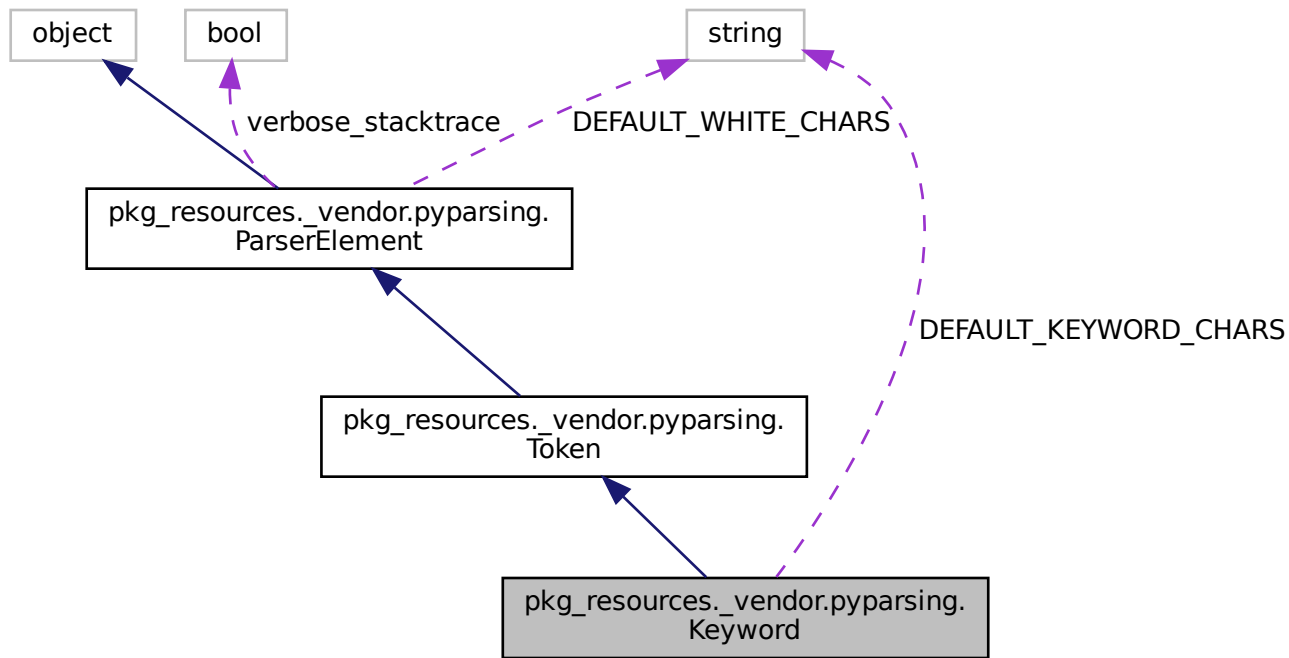 object
bool
string
verbose_stacktrace
DEFAULT_WHITE_CHARS
pkg_resources._vendor.pyparsing.
ParserElement
DEFAULT_KEYWORD_CHARS
pkg_resources._vendor.pyparsing.
Token
pkg_resources._vendor.pyparsing.
Keyword